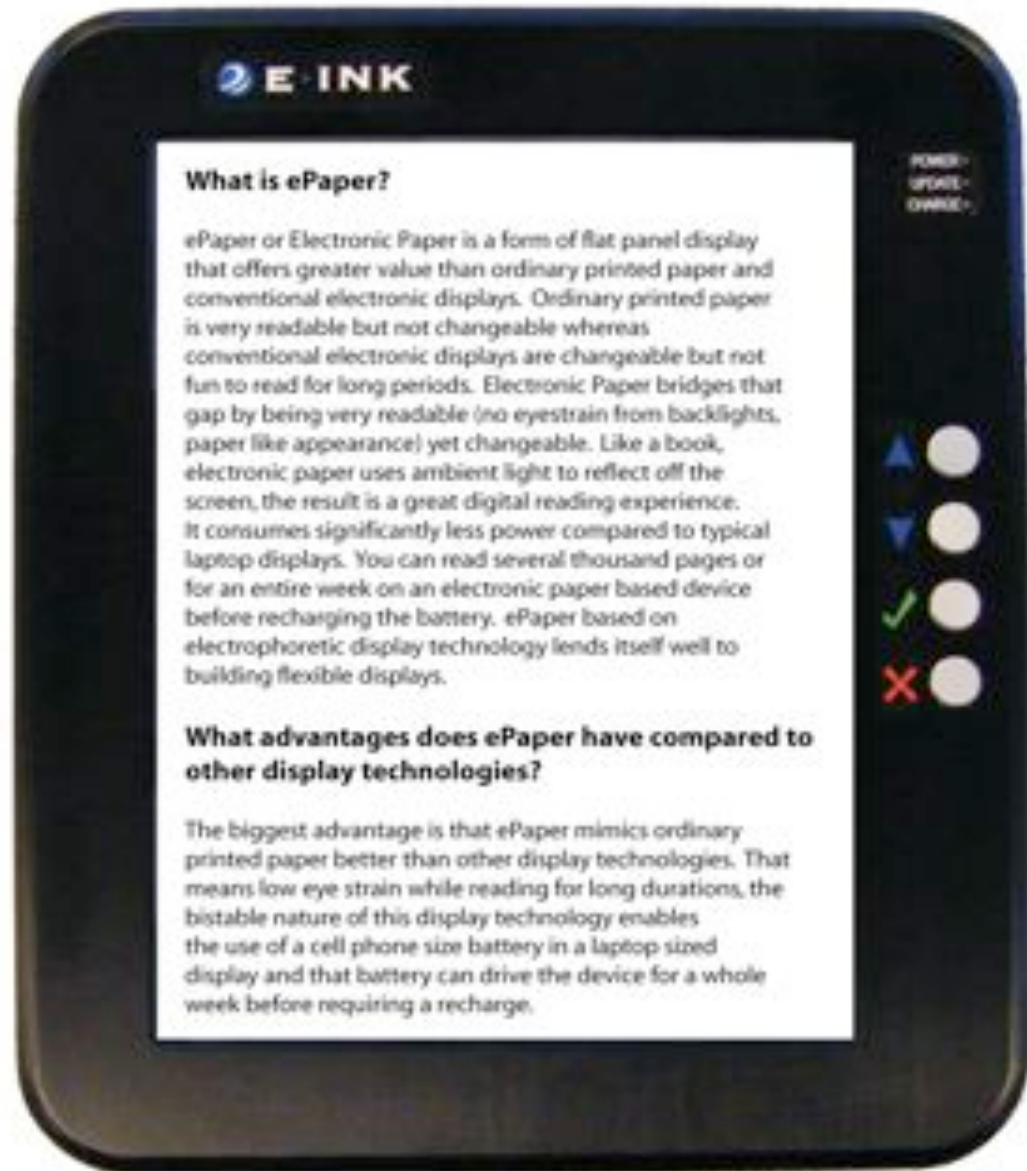 E·INK
POWER
UPDATE
CHARGE
What is ePaper?
ePaper or Electronic Paper is a form of flat panel display
that offers greater value than ordinary printed paper and
conventional electronic displays. Ordinary printed paper
is very readable but not changeable whereas
conventional electronic displays are changeable but not
fun to read for long periods. Electronic Paper bridges that
gap by being very readable (no eyestrain from backlights,
paper like appearance) yet changeable. Like a book,
electronic paper uses ambient light to reflect off the
screen, the result is a great digital reading experience.
It consumes significantly less power compared to typical
laptop displays. You can read several thousand pages or
for an entire week on an electronic paper based device
before recharging the battery. ePaper based on
electrophoretic display technology lends itself well to
building flexible displays.
What advantages does ePaper have compared to
other display technologies?
The biggest advantage is that ePaper mimics ordinary
printed paper better than other display technologies. That
means low eye strain while reading for long durations, the
bistable nature of this display technology enables
the use of a cell phone size battery in a laptop sized
display and that battery can drive the device for a whole
week before requiring a recharge.